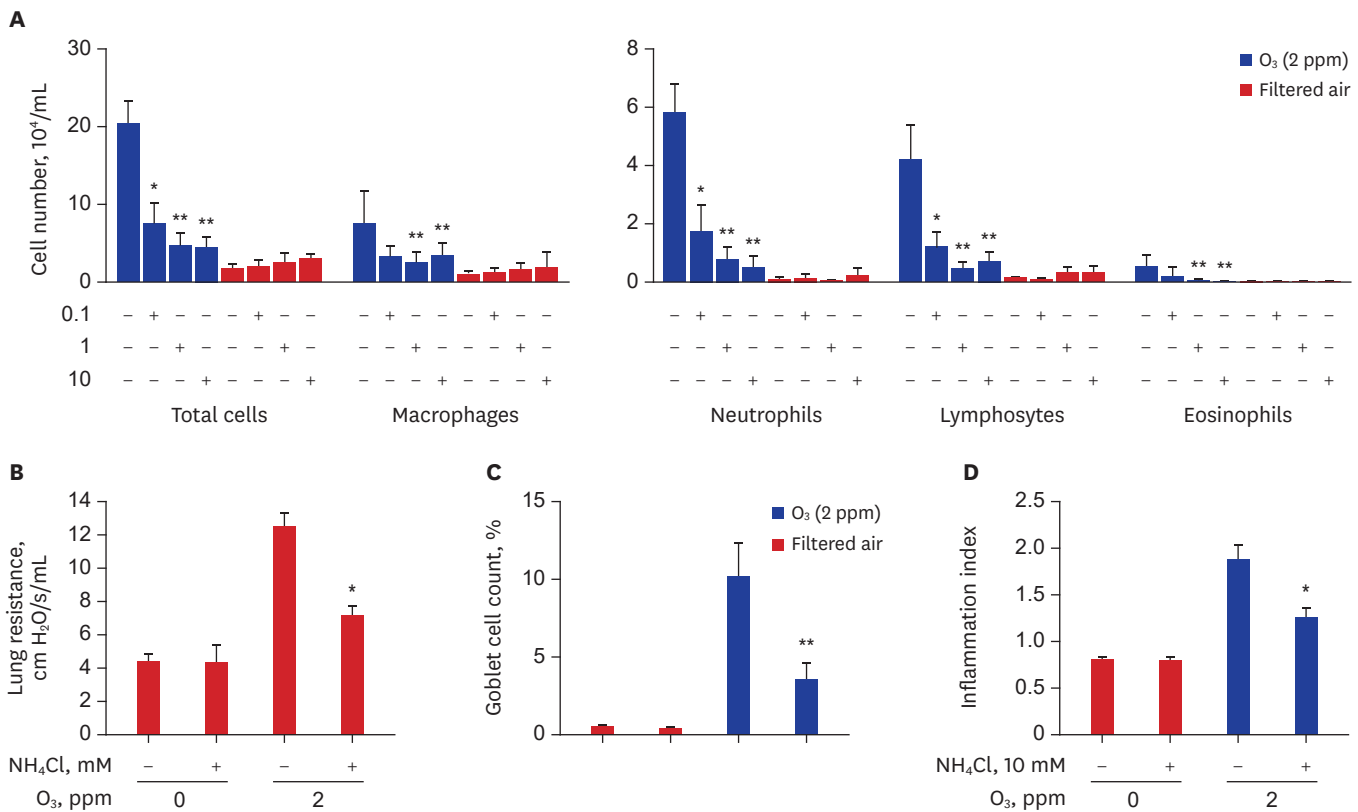 A
Cell number, 10⁴/mL
30
20
10
0
8
6
4
2
0
O₃ (2 ppm)
Filtered air
* ** ** ** **
* ** ** * ** ** ** **
0.1 – + – – – + – – – + – – – + – – – + – – – + – – – + – – – + – – – + – – – + – –
1 – – + – – – + – – – + – – – + – – – + – – – + – – – + – – – + – – – + – – – + –
10 – – – + – – – + – – – + – – – + – – – + – – – + – – – + – – – + – – – + – – – +
Total cells Macrophages Neutrophils Lymphosytes Eosinophils
B
Lung resistance,
cm H₂O/s/mL
14
12
10
8
6
4
2
0
*
NH₄Cl, mM – + – +
O₃, ppm 0 2
C
Goblet cell count, %
15
10
5
0
O₃ (2 ppm)
Filtered air
**
D
Inflammation index
2.5
2.0
1.5
1.0
0.5
0
*
NH₄Cl, 10 mM – + – +
O₃, ppm 0 2